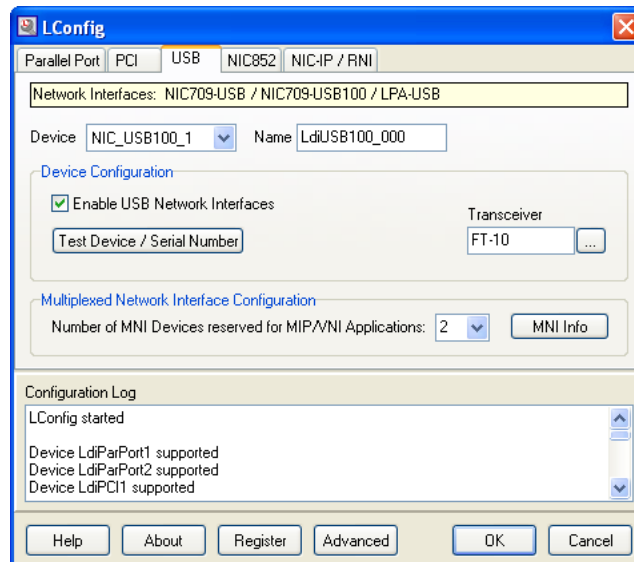 LConfig
Parallel Port PCI USB NIC852 NIC-IP / RNI
Network Interfaces: NIC709-USB / NIC709-USB100 / LPA-USB
Device NIC_USB100_1 Name LdiUSB100_000
Device Configuration
Enable USB Network Interfaces
Transceiver
Test Device / Serial Number FT-10 ...
Multiplexed Network Interface Configuration
Number of MNI Devices reserved for MIP/VNI Applications: 2 MNI Info
Configuration Log
LConfig started
Device LdiParPort1 supported
Device LdiParPort2 supported
Device LdiPCI1 supported
Help About Register Advanced OK Cancel